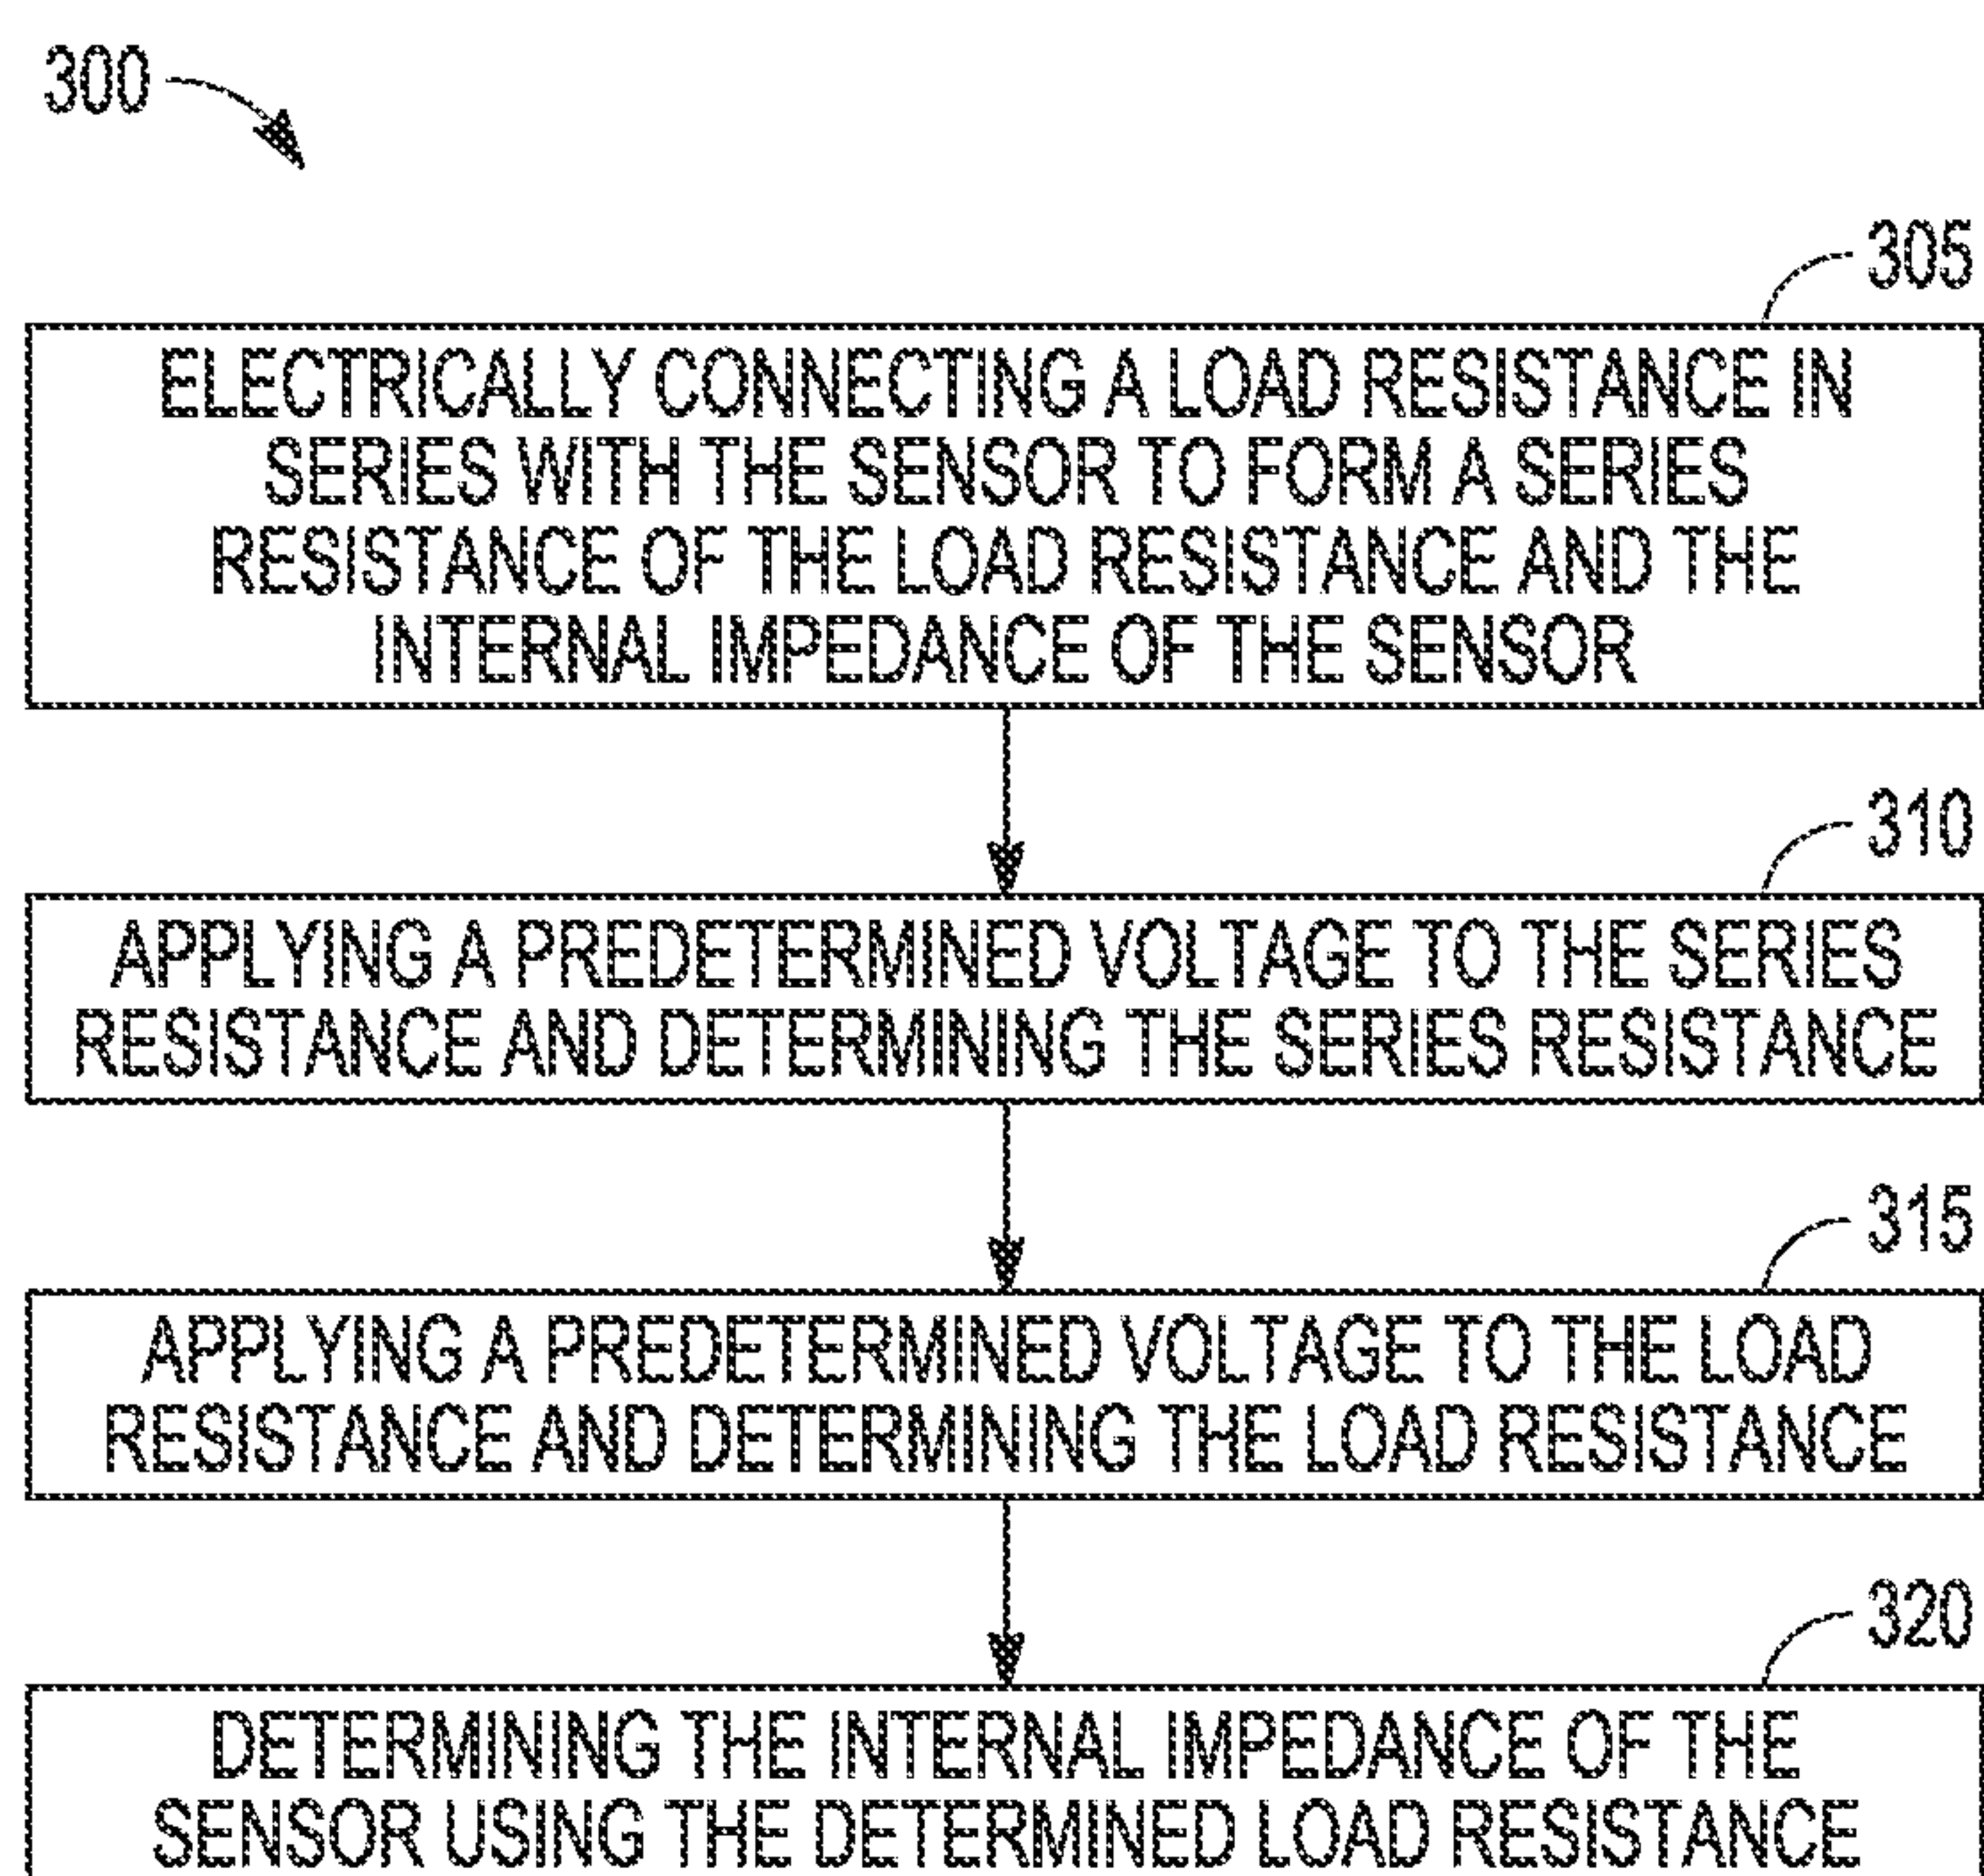 300
305
ELECTRICALLY CONNECTING A LOAD RESISTANCE IN
SERIES WITH THE SENSOR TO FORM A SERIES
RESISTANCE OF THE LOAD RESISTANCE AND THE
INTERNAL IMPEDANCE OF THE SENSOR
310
APPLYING A PREDETERMINED VOLTAGE TO THE SERIES
RESISTANCE AND DETERMINING THE SERIES RESISTANCE
315
APPLYING A PREDETERMINED VOLTAGE TO THE LOAD
RESISTANCE AND DETERMINING THE LOAD RESISTANCE
320
DETERMINING THE INTERNAL IMPEDANCE OF THE
SENSOR USING THE DETERMINED LOAD RESISTANCE